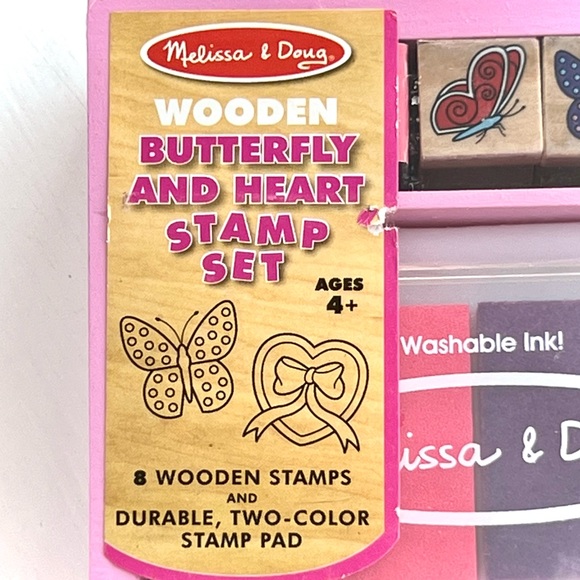 Melissa & Doug®
WOODEN
BUTTERFLY
AND HEART
STAMP
SET
AGES
4+
8 WOODEN STAMPS
AND
DURABLE, TWO-COLOR
STAMP PAD
Washable Ink!
issa & D